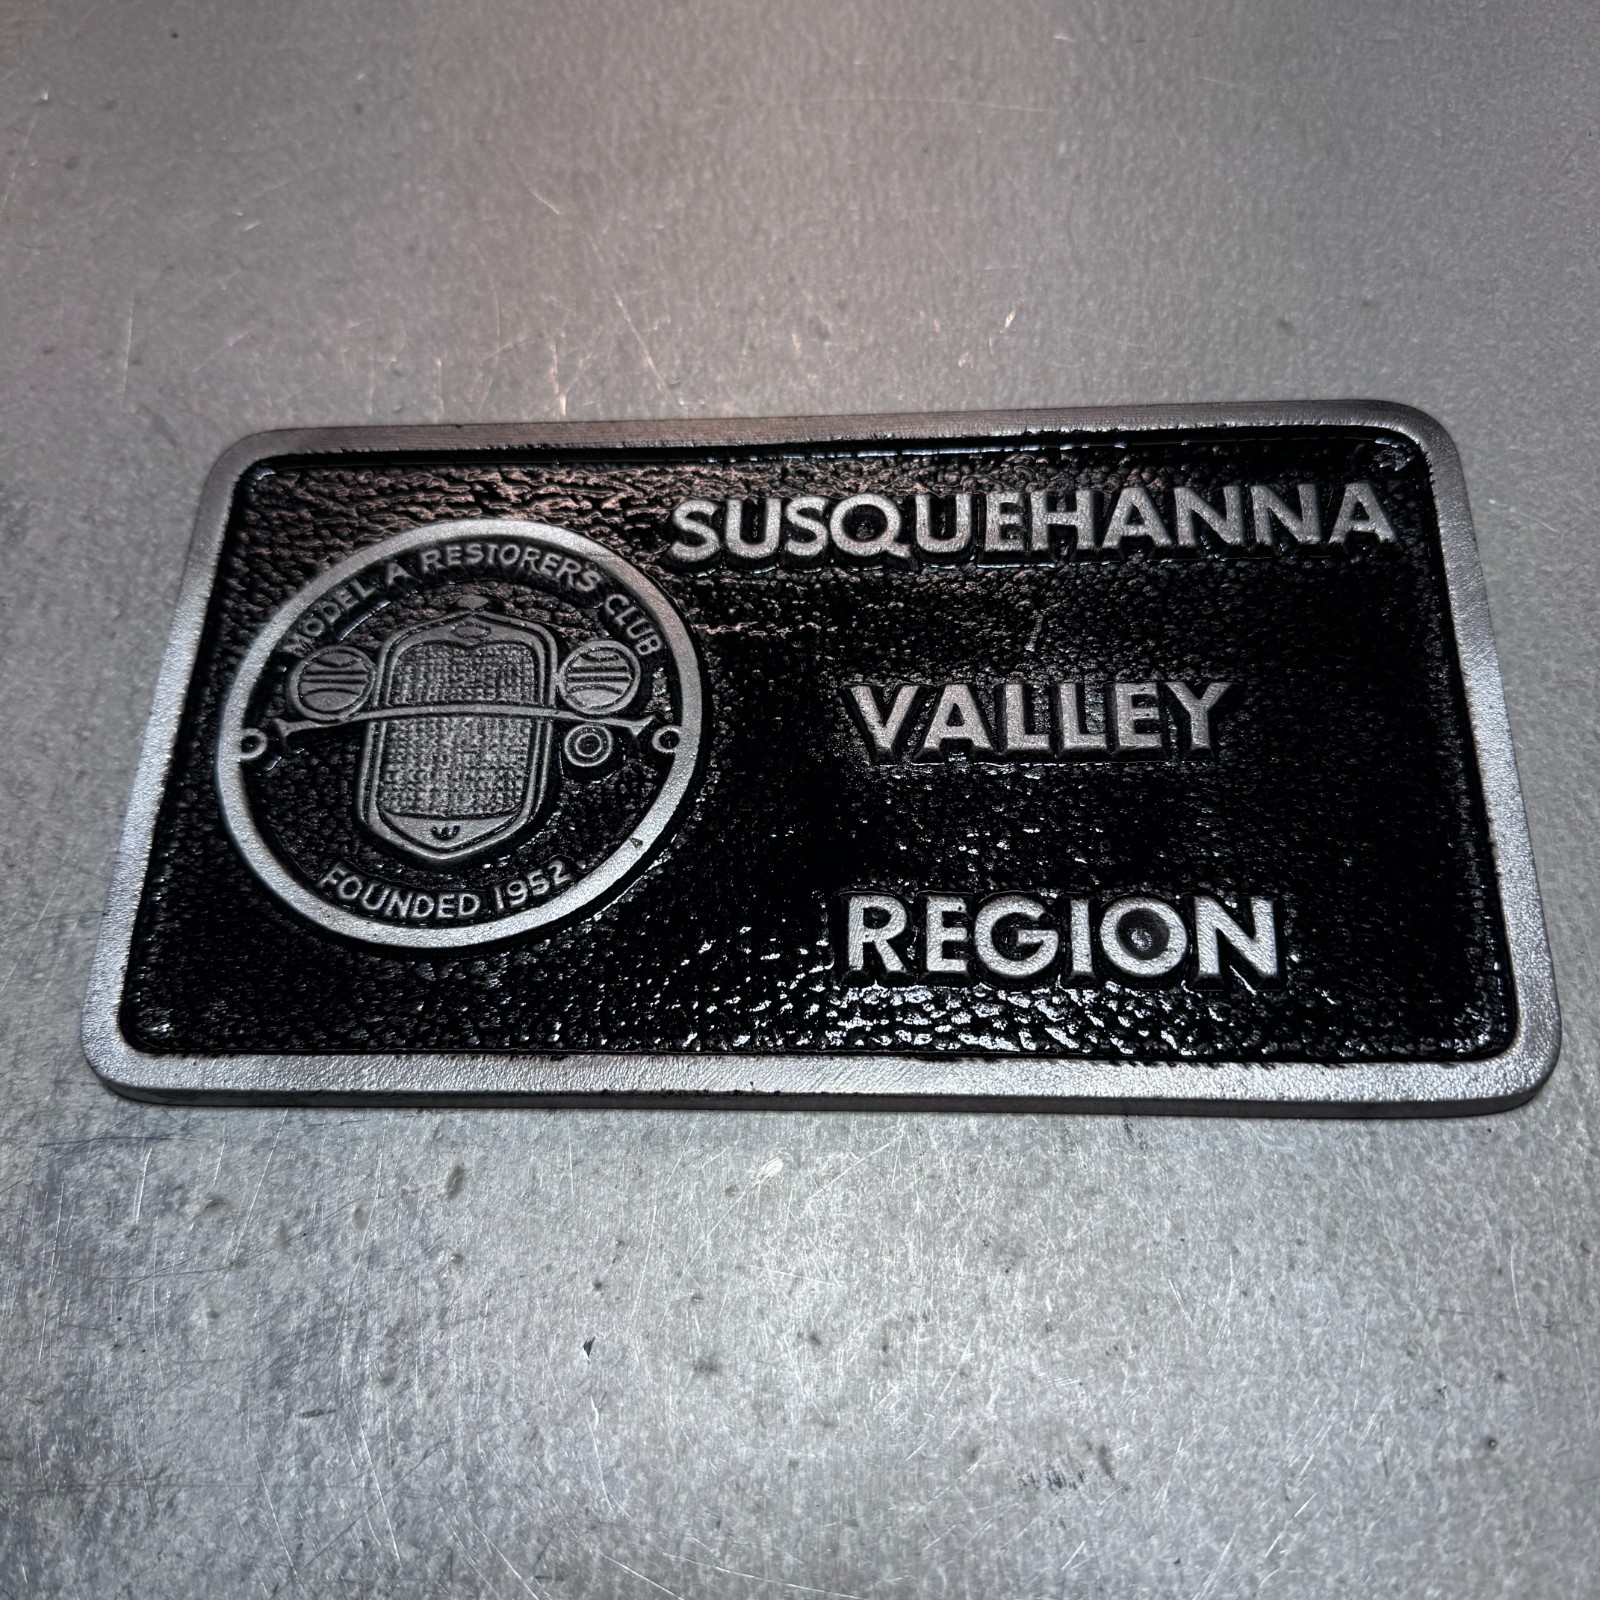 MODEL A RESTORERS CLUB
FOUNDED 1952
SUSQUEHANNA
VALLEY
REGION